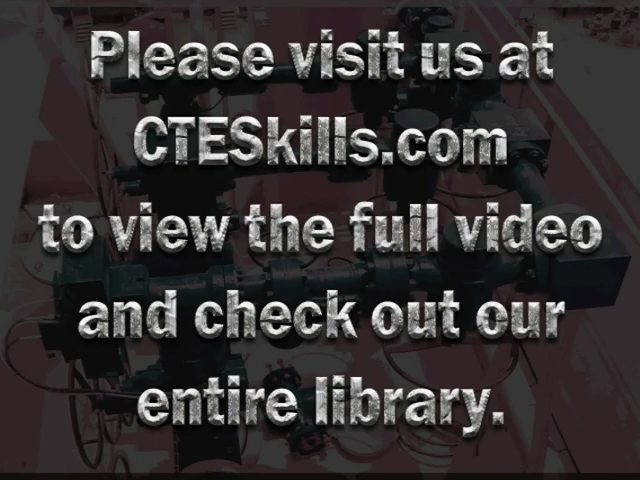 Please visit us at
CTESkills.com
to view the full video
and check out our
entire library.